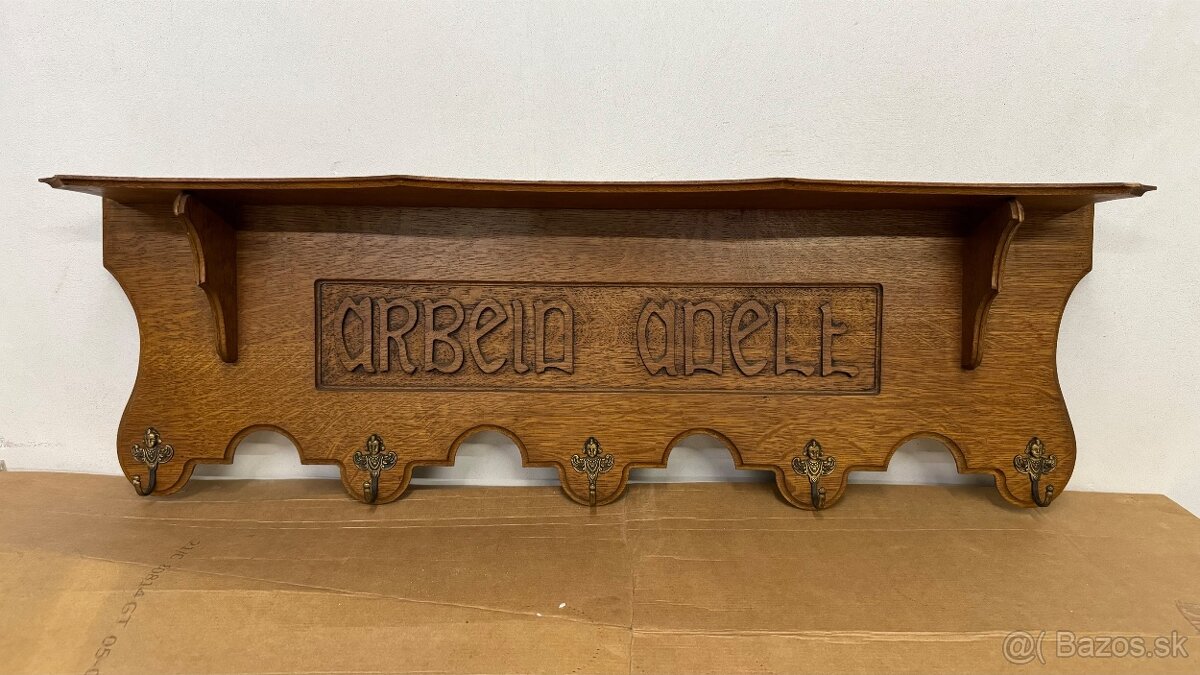 ARBEID ADELT
@( Bazos.sk